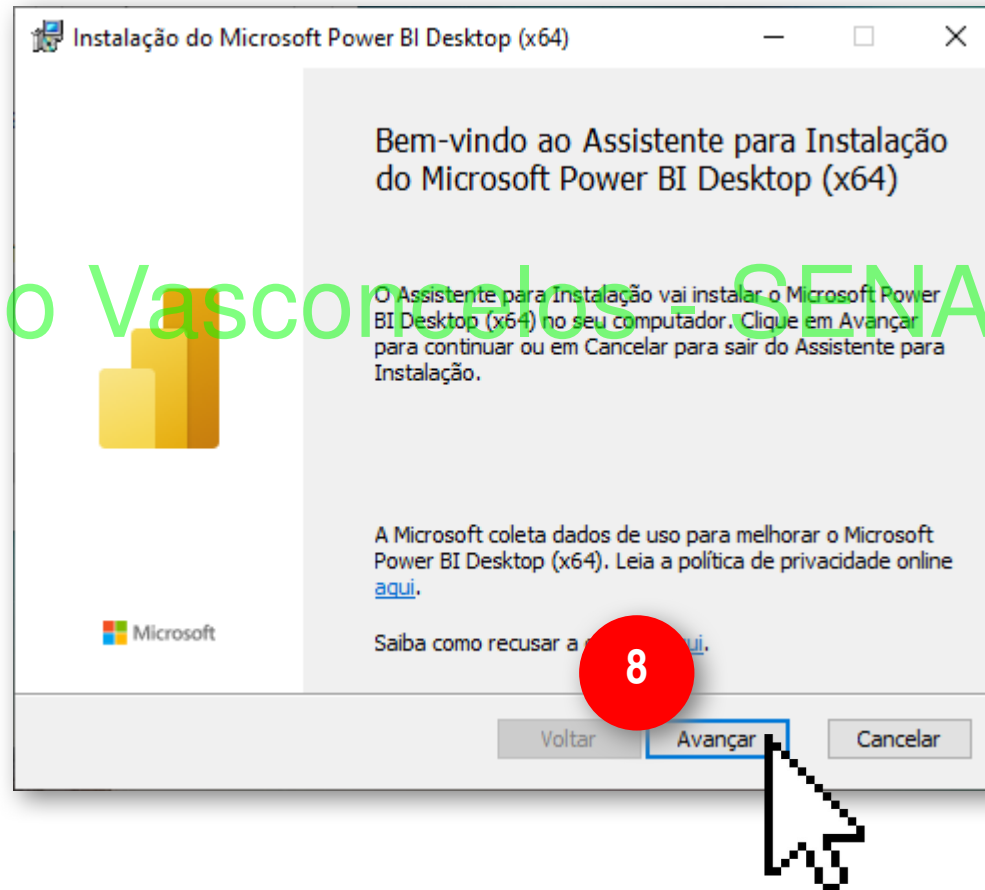 Instalação do Microsoft Power BI Desktop (x64)
Bem-vindo ao Assistente para Instalação
do Microsoft Power BI Desktop (x64)
o Vasconcelos - SENA
O Assistente para Instalação vai instalar o Microsoft Power
BI Desktop (x64) no seu computador. Clique em Avançar
para continuar ou em Cancelar para sair do Assistente para
Instalação.
A Microsoft coleta dados de uso para melhorar o Microsoft
Power BI Desktop (x64). Leia a política de privacidade online
aqui.
Microsoft
Saiba como recusar a
8
Voltar
Avançar
Cancelar